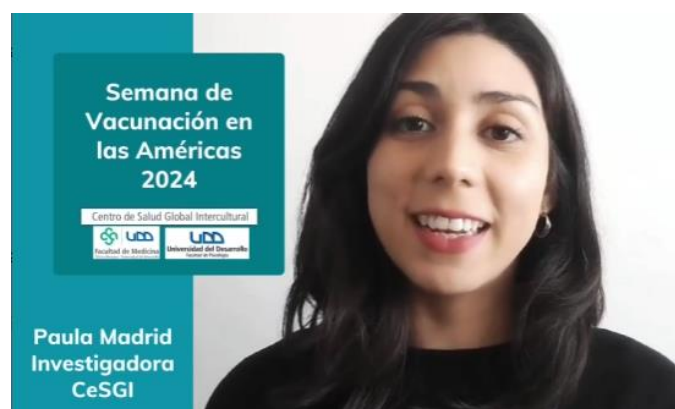 Semana de
Vacunación en
las Américas
2024
Centro de Salud Global Intercultural
UDD
Facultad de Medicina
UDD
Universidad del Desarrollo
Facultad de Psicología
Paula Madrid
Investigadora
CeSGI